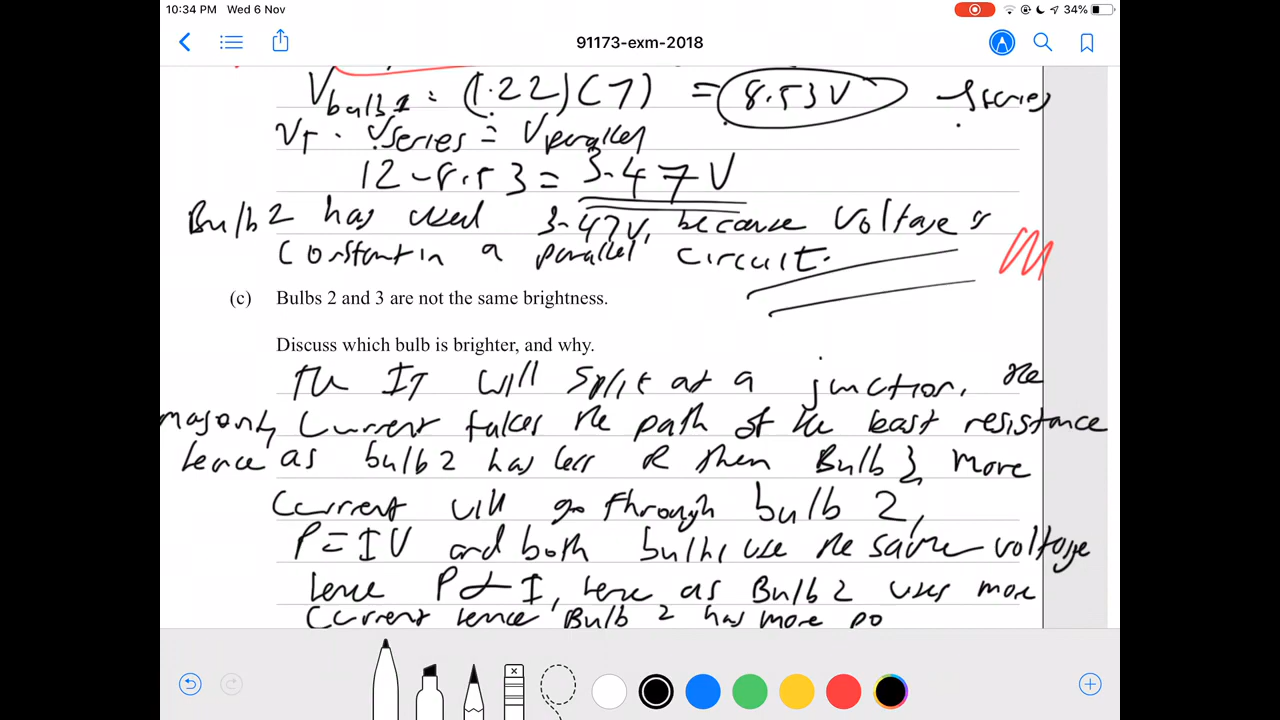 10:34 PM Wed 6 Nov 34%
91173-exm-2018
Vbulb1 = (1.22)(7) = 8.53V series
VT - Vseries = Vparallel
12-8.53 = 3.47V
Bulb 2 has used 3.47V, because voltage is
constant in a parallel circuit.
(c) Bulbs 2 and 3 are not the same brightness.
Discuss which bulb is brighter, and why.
the IT will split at a junction, the
majority current takes the path of the least resistance
hence as bulb 2 has less R then Bulb 3, more
current will go through bulb 2,
P=IV and both bulbs use the same voltage
hence P∝I, hence as Bulb 2 uses more
current hence Bulb 2 has more po